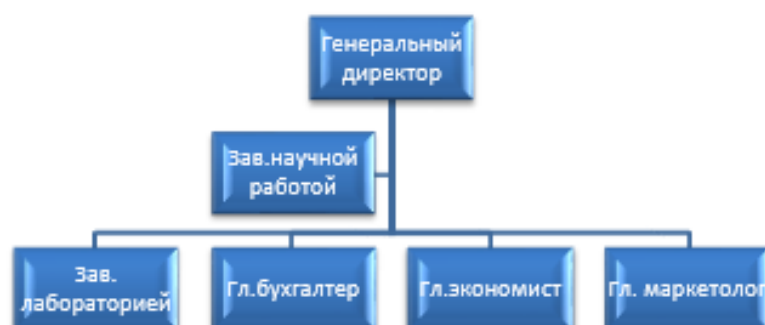 Генеральный
директор
Зав.научной
работой
Зав.
лабораторией
Гл.бухгалтер
Гл.экономист
Гл. маркетолог